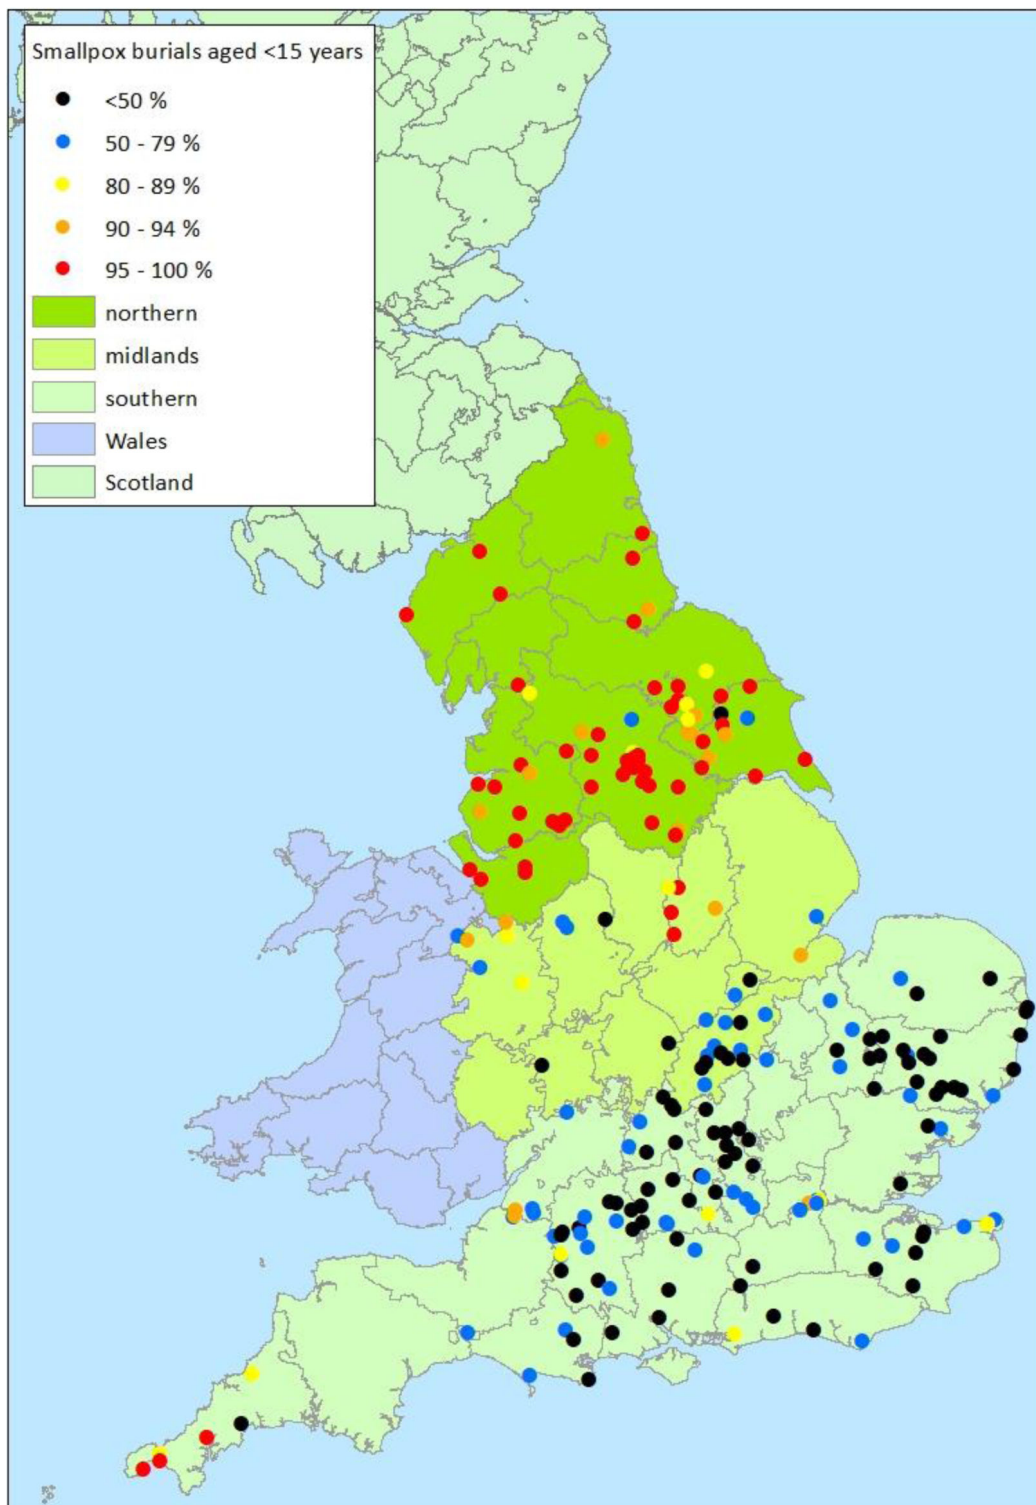 Smallpox burials aged <15 years
<50 %
50 - 79 %
80 - 89 %
90 - 94 %
95 - 100 %
northern
midlands
southern
Wales
Scotland